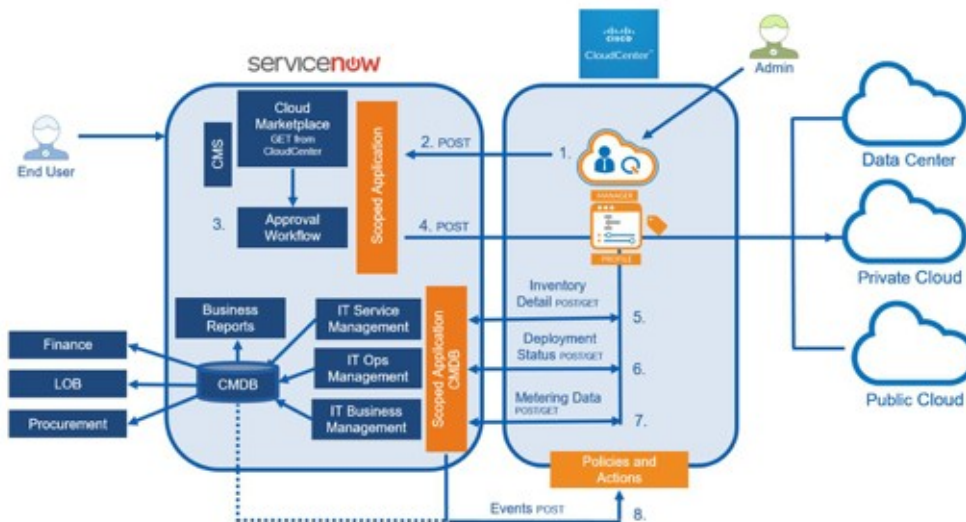 servicenow
CISCO
CloudCenter™
Admin
End User
CMS
Cloud
Marketplace
GET from
CloudCenter
Scoped Application
2. POST
1.
MANAGER
3.
Approval
Workflow
4. POST
PROFILE
Data Center
Private Cloud
Public Cloud
Business
Reports
IT Service
Management
IT Ops
Management
IT Business
Management
Scoped Application
CMDB
Inventory
Detail POST/GET
5.
Deployment
Status POST/GET
6.
Metering Data
POST/GET
7.
Finance
LOB
Procurement
CMDB
Policies and
Actions
Events POST
8.